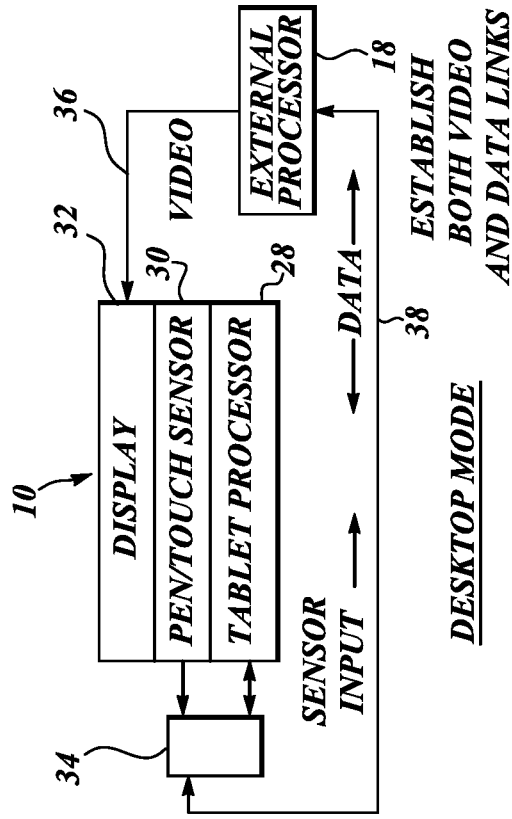 10
32
36
DISPLAY
PEN/TOUCH SENSOR
30
TABLET PROCESSOR
28
34
VIDEO
EXTERNAL
PROCESSOR
18
SENSOR
INPUT
DATA
38
ESTABLISH
BOTH VIDEO
AND DATA LINKS
DESKTOP MODE